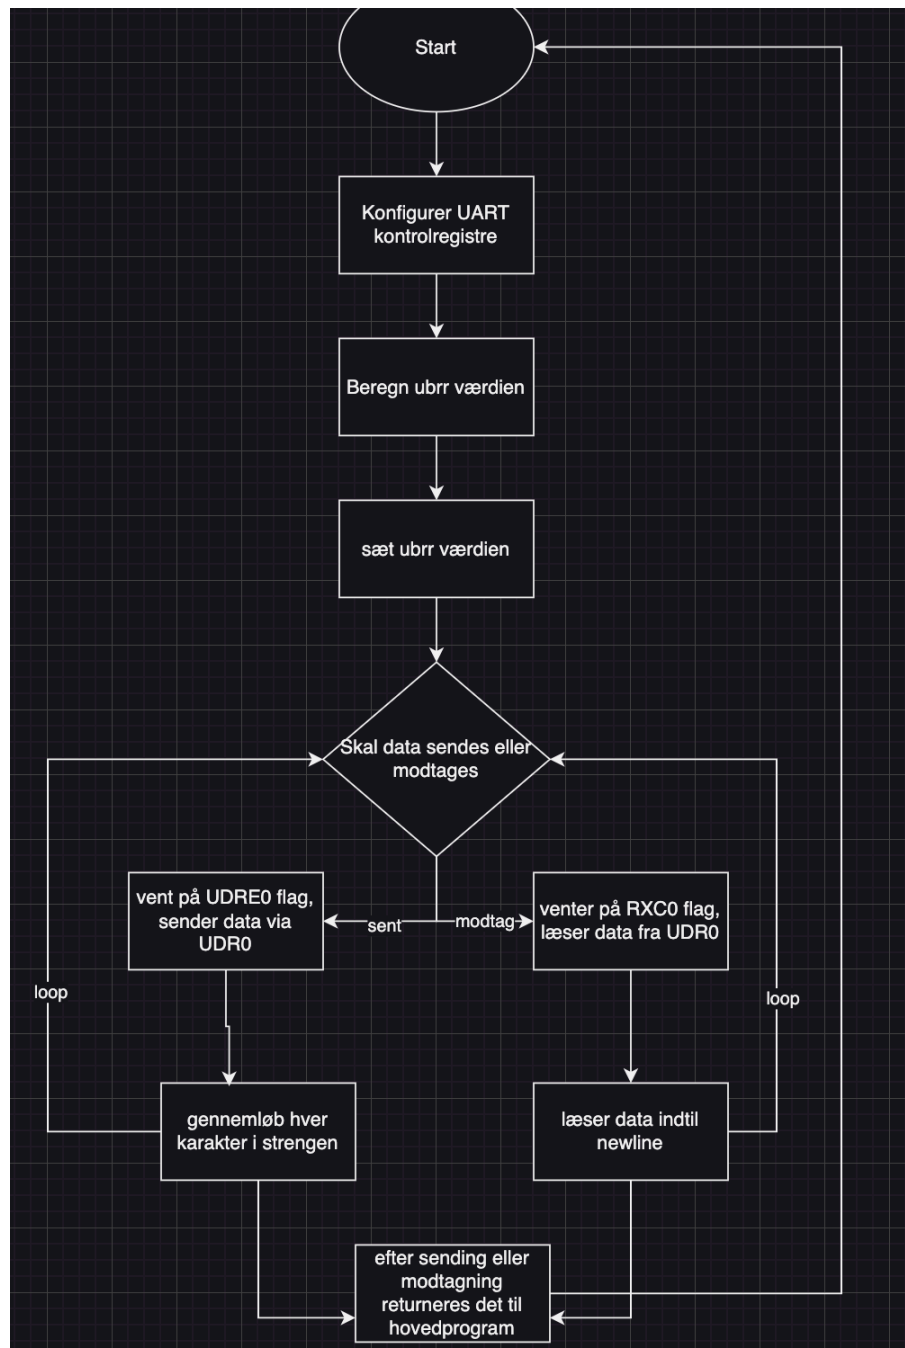 Start
Konfigurer UART
kontrolregistre
Beregn ubrr værdien
sæt ubrr værdien
Skal data sendes eller
modtages
vent på UDRE0 flag,
sender data via
UDR0
sent
modtag
venter på RXC0 flag,
læser data fra UDR0
loop
loop
gennemløb hver
karakter i strengen
læser data indtil
newline
efter sending eller
modtagning
returneres det til
hovedprogram